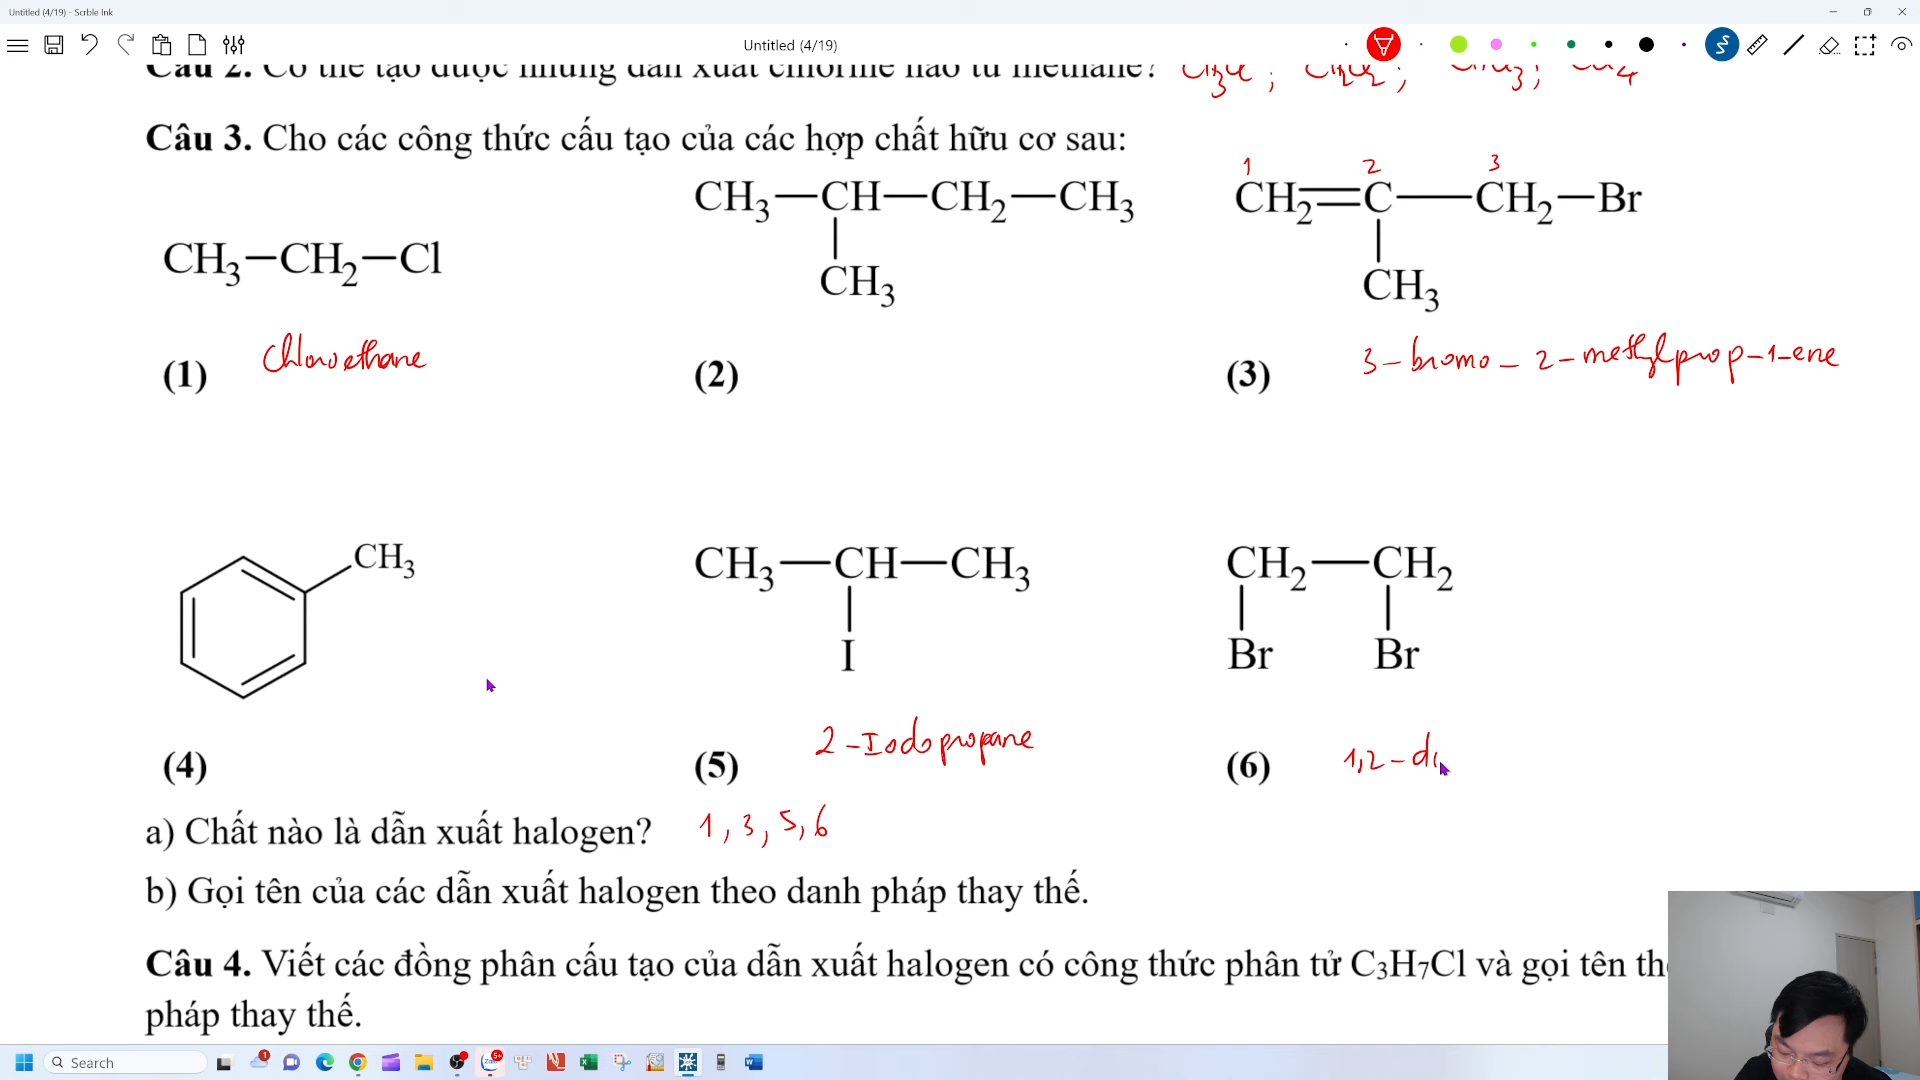 Untitled (4/19) - Scrble Ink
Untitled (4/19)
Câu 2. Có thể tạo được những dẫn xuất chlorine nào từ methane?
Câu 3. Cho các công thức cấu tạo của các hợp chất hữu cơ sau:
CH3—CH2—Cl
CH3—CH—CH2—CH3
CH3
1 2 3
CH2=C—CH2—Br
CH3
(1) Chloroethane
(2)
(3) 3-bromo-2-methylprop-1-ene
CH3
CH3—CH—CH3
I
CH2—CH2
Br Br
(4)
(5) 2-Iodopropane
(6) 1,2-di
a) Chất nào là dẫn xuất halogen? 1, 3, 5, 6
b) Gọi tên của các dẫn xuất halogen theo danh pháp thay thế.
Câu 4. Viết các đồng phân cấu tạo của dẫn xuất halogen có công thức phân tử C3H7Cl và gọi tên th
pháp thay thế.
Search